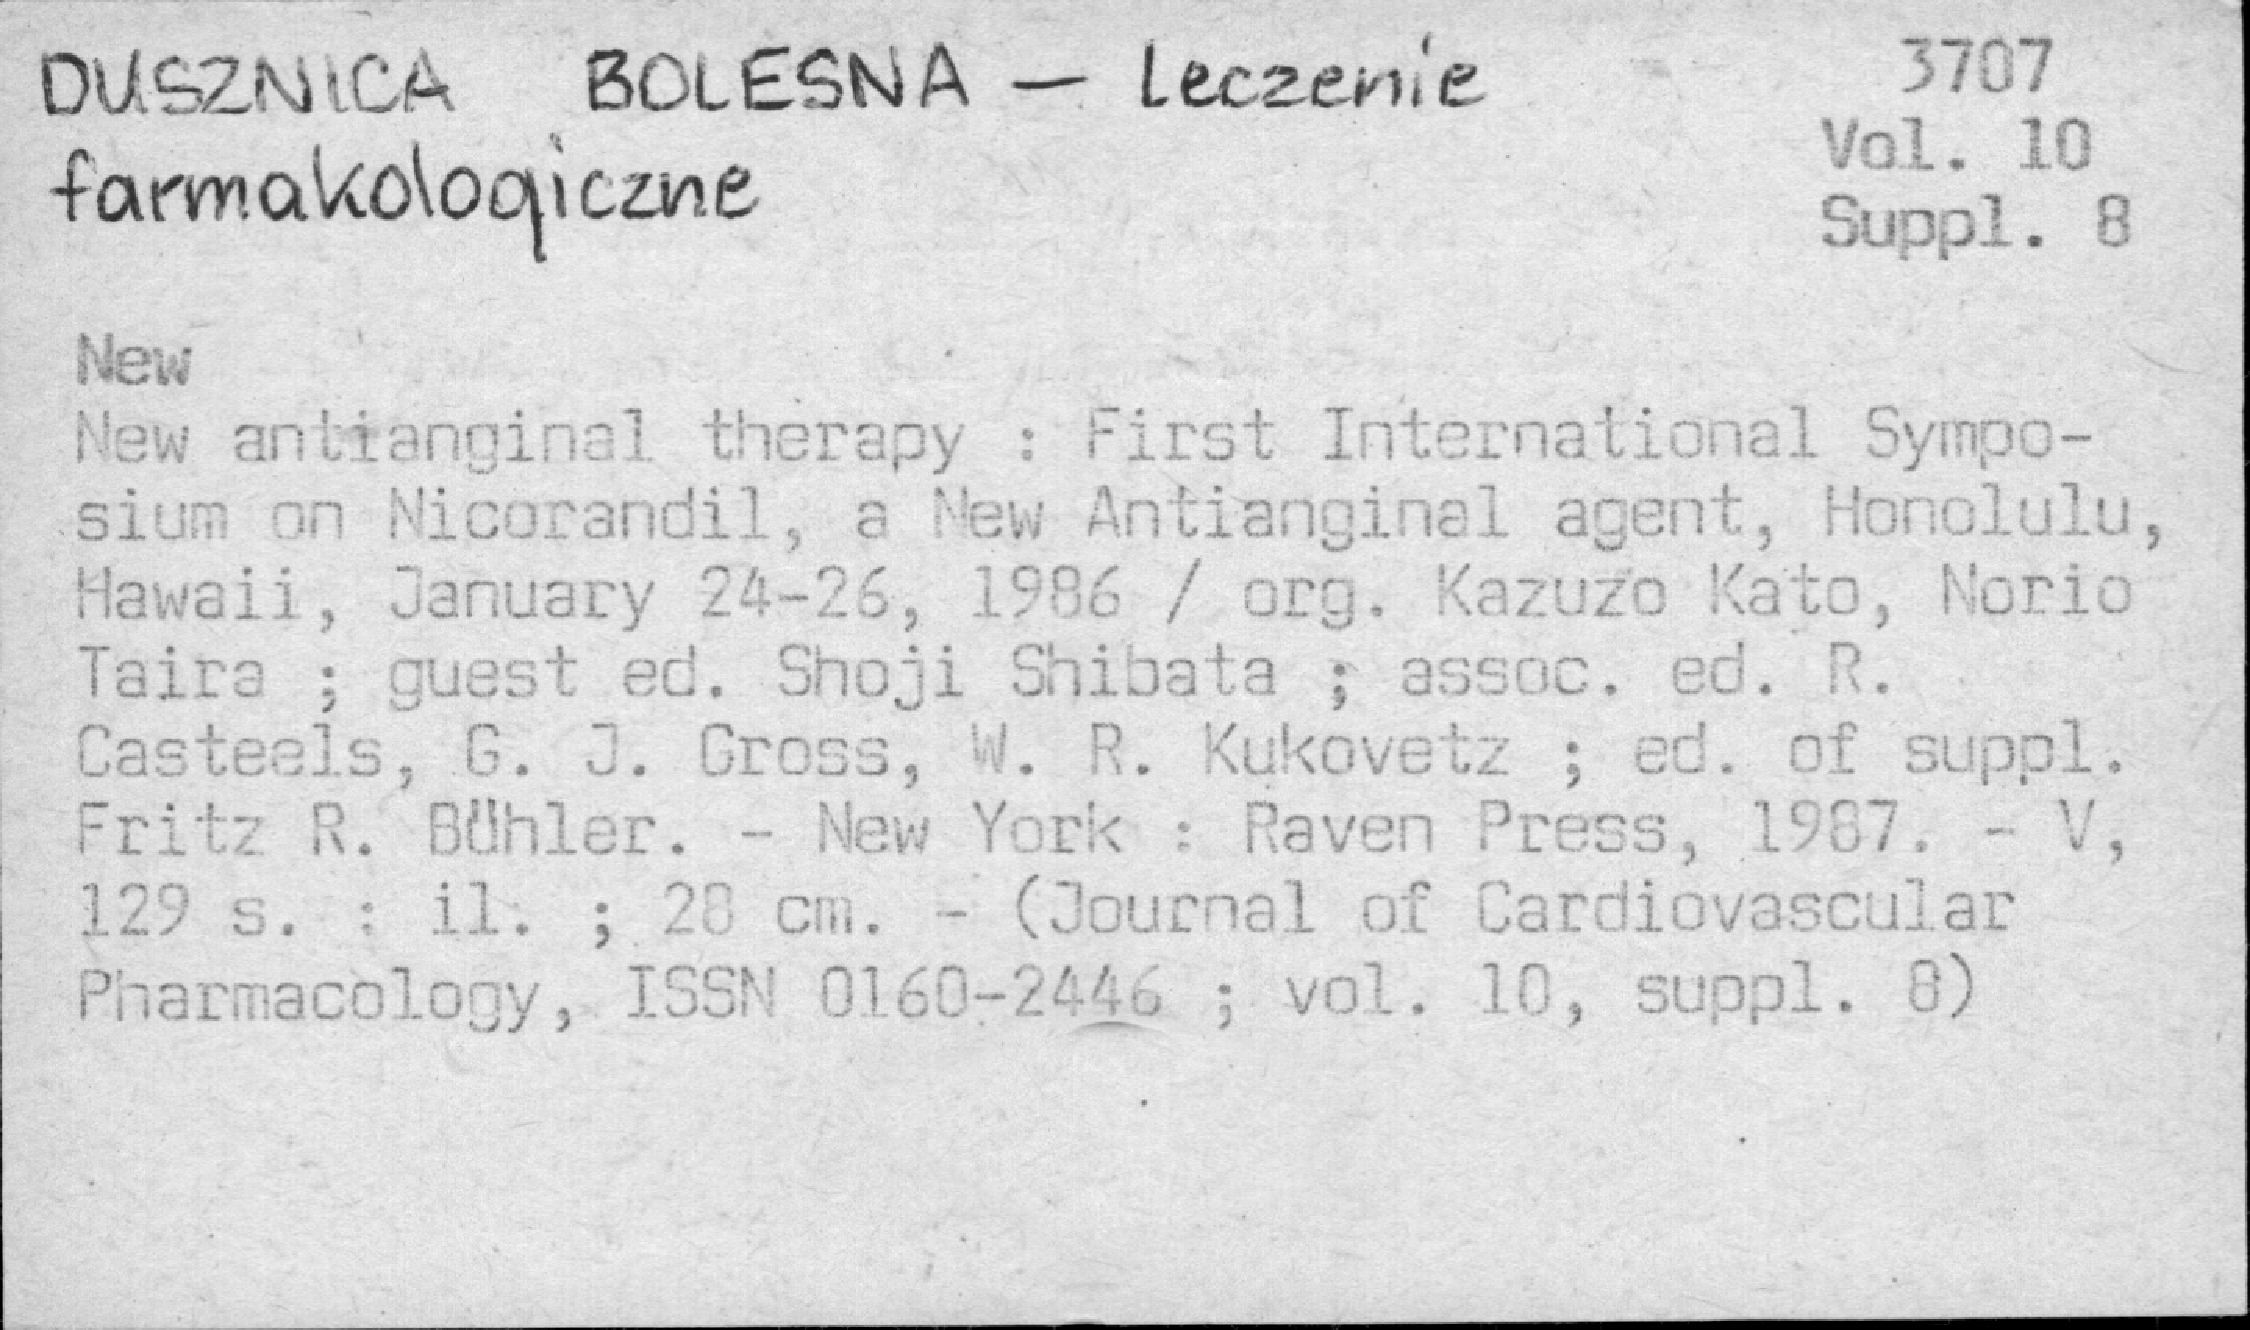 DUSZNICA BOLESNA — leczenie
farmakologiczne
3707
Vol. 10
Suppl. 8
New
New antianginal therapy : First International Sympo-
sium on Nicorandil, a New Antianginal agent, Honolulu,
Hawaii, January 24-26, 1986 / org. Kazuzo Kato, Norio
Taira ; guest ed. Shoji Shibata ; assoc. ed. R.
Casteels, G. J. Gross, W. R. Kukovetz ; ed. of suppl.
Fritz R. Bühler. - New York : Raven Press, 1987. - V,
129 s. : il. ; 28 cm. - (Journal of Cardiovascular
Pharmacology, ISSN 0160-2446 ; vol. 10, suppl. 8)